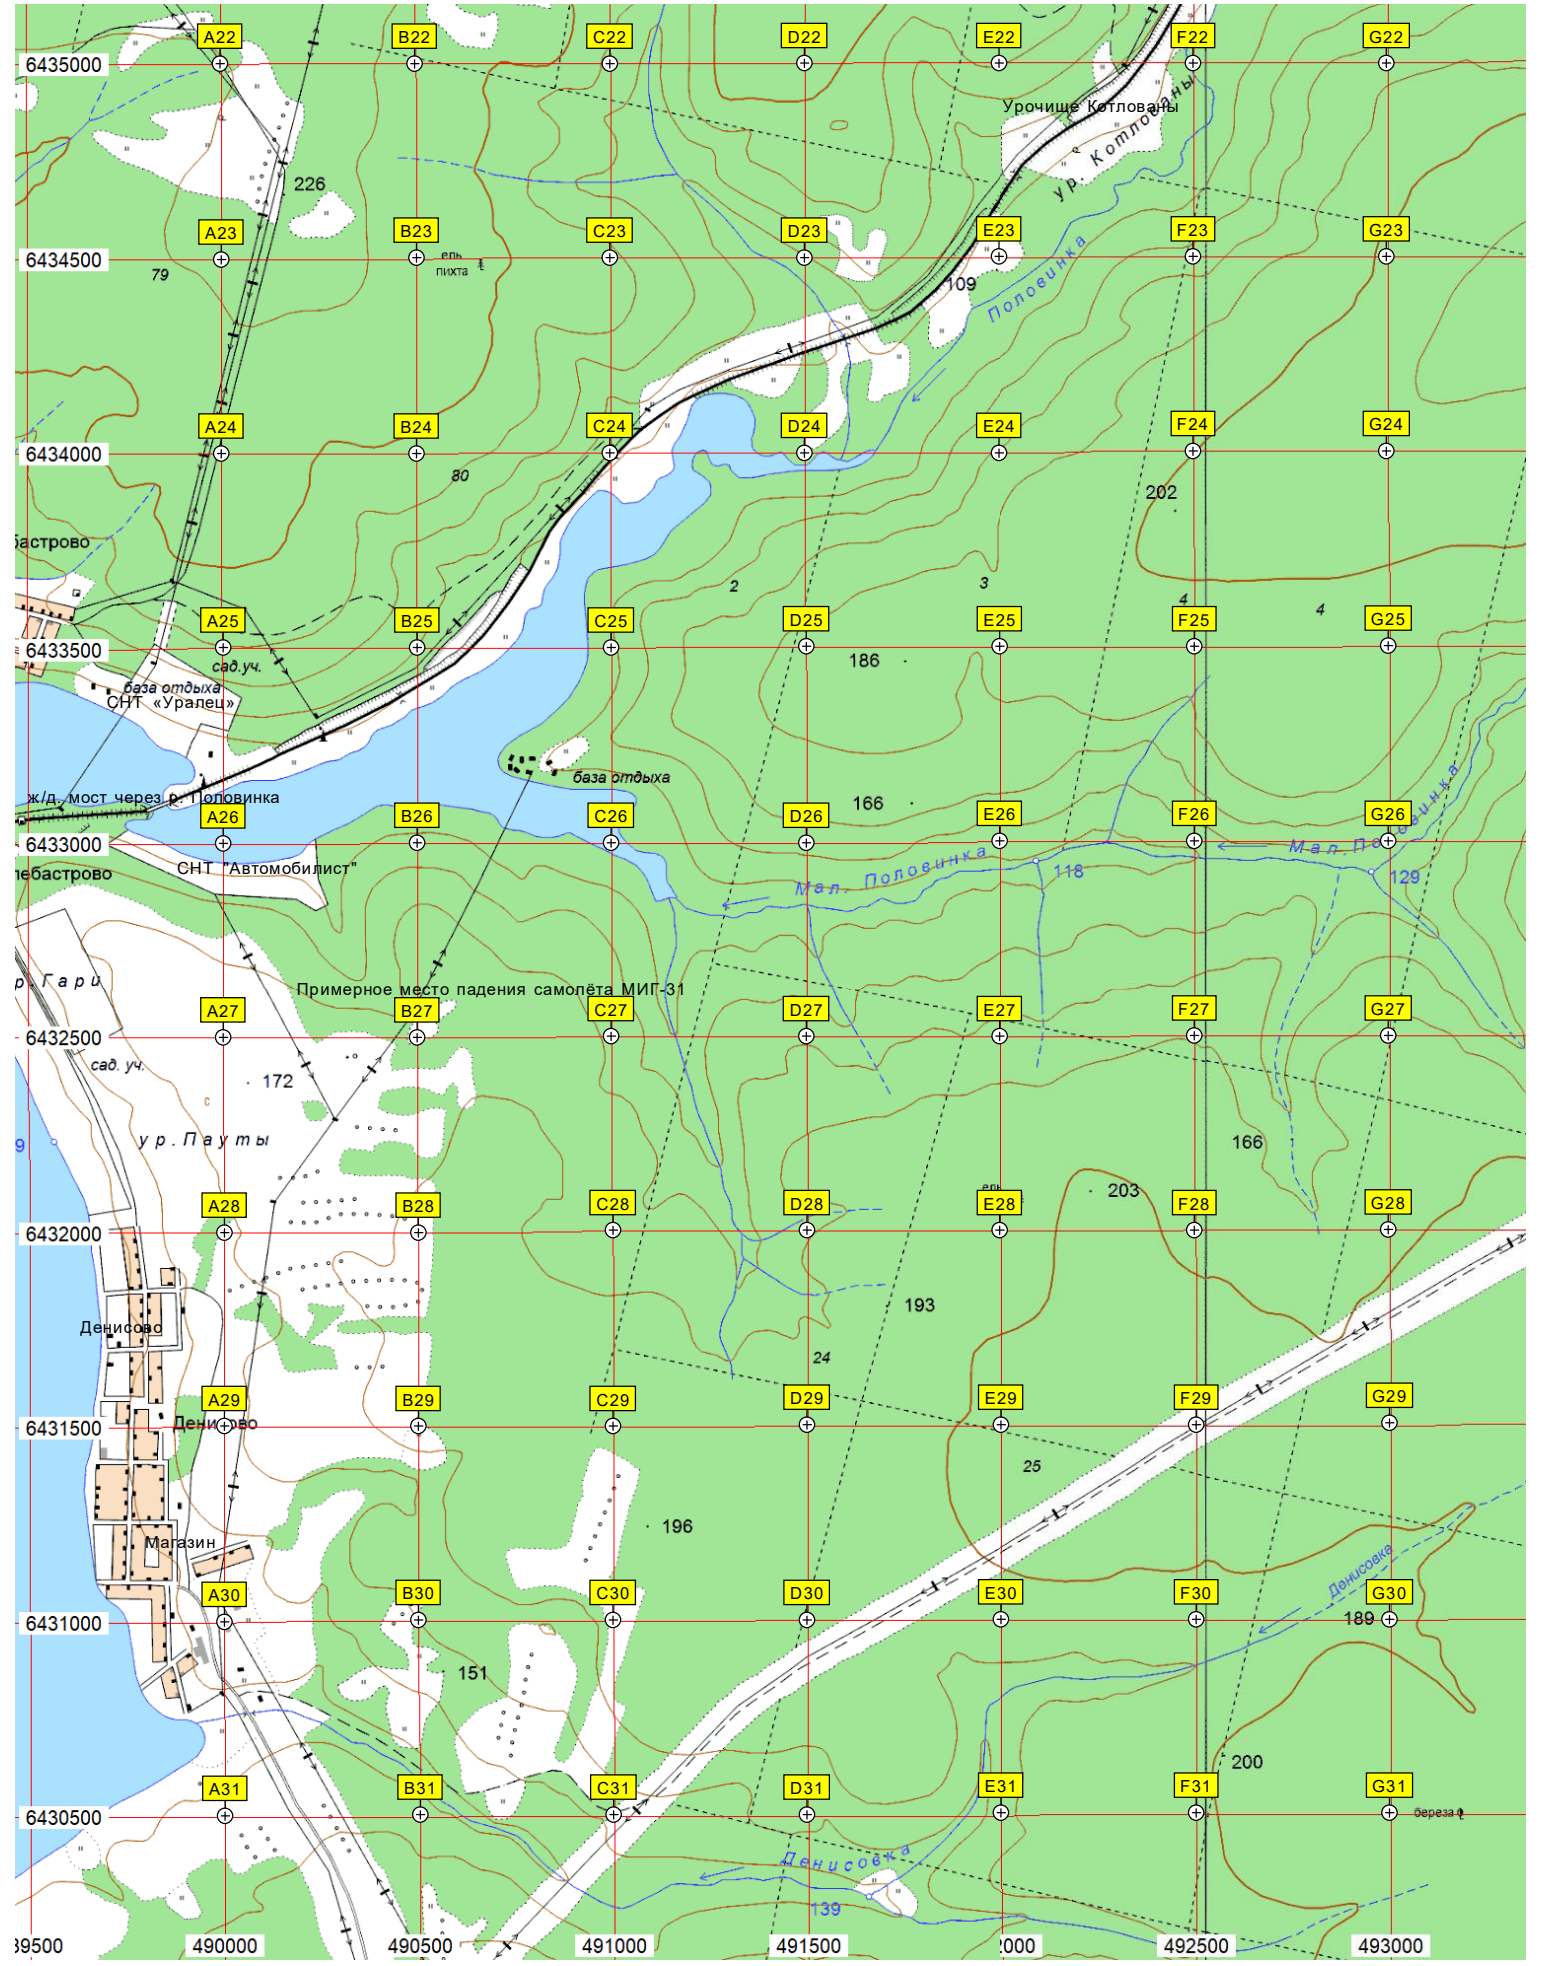 A22 B22 C22 D22 E22 F22 G22
6435000
Урочище Котлованы
ур. Котлованы
226
A23 B23 C23 D23 E23 F23 G23
6434500
79
ель
пихта
109
Половинка
A24 B24 C24 D24 E24 F24 G24
6434000
80
202
бастрово
2
3
4
4
A25 B25 C25 D25 E25 F25 G25
6433500
сад.уч.
186
база отдыха
СНТ «Уралец»
база отдыха
ж/д. мост через р. Половинка
166
A26 B26 C26 D26 E26 F26 G26
6433000
Мал. Половинка
Мал. Половинка
СНТ "Автомобилист"
118
129
лебастрово
р. Гари
Примерное место падения самолёта МИГ-31
A27 B27 C27 D27 E27 F27 G27
6432500
сад. уч.
172
с
9
ур. Пауты
166
ель
203
A28 B28 C28 D28 E28 F28 G28
6432000
193
Денисово
24
A29 B29 C29 D29 E29 F29 G29
6431500
Денисово
25
196
Магазин
Денисовка
A30 B30 C30 D30 E30 F30 G30
6431000
189
151
200
A31 B31 C31 D31 E31 F31 G31
6430500
береза
Денисовка
139
39500 490000 490500 491000 491500 2000 492500 493000